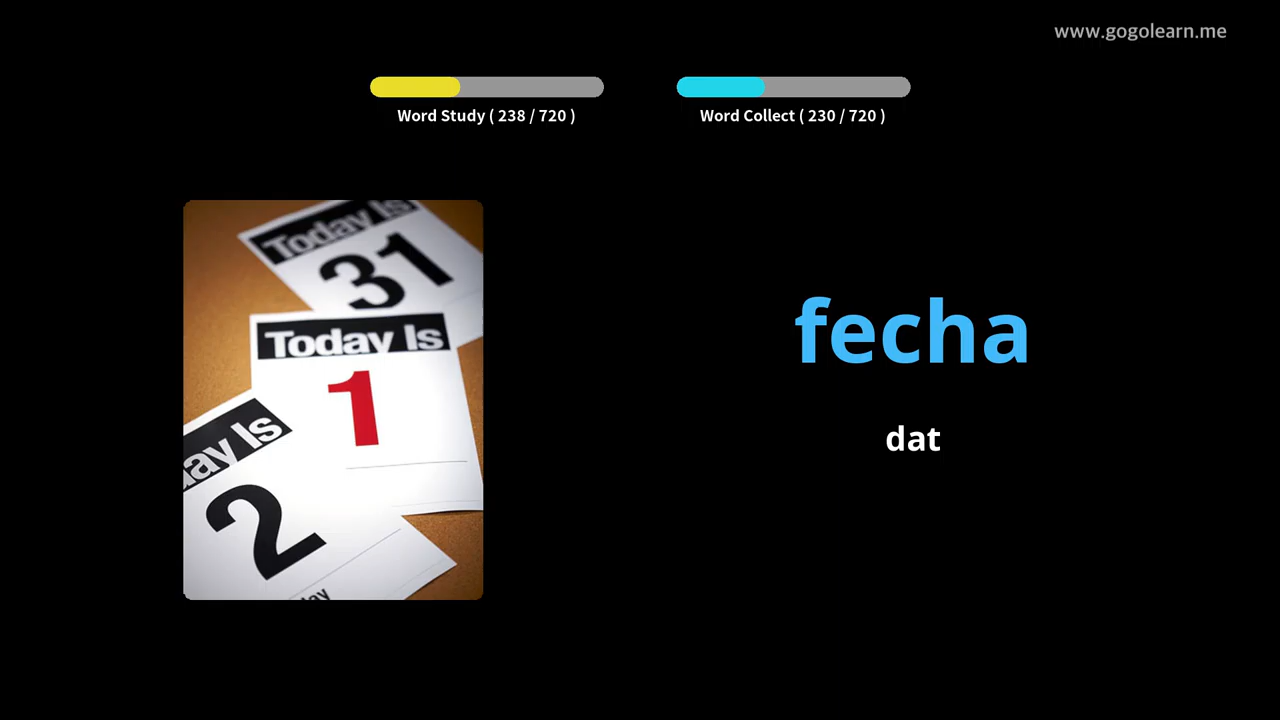 www.gogolearn.me
Word Study ( 238 / 720 )
Word Collect ( 230 / 720 )
Today Is
31
Today Is
1
ay Is
2
ay
fecha
dat